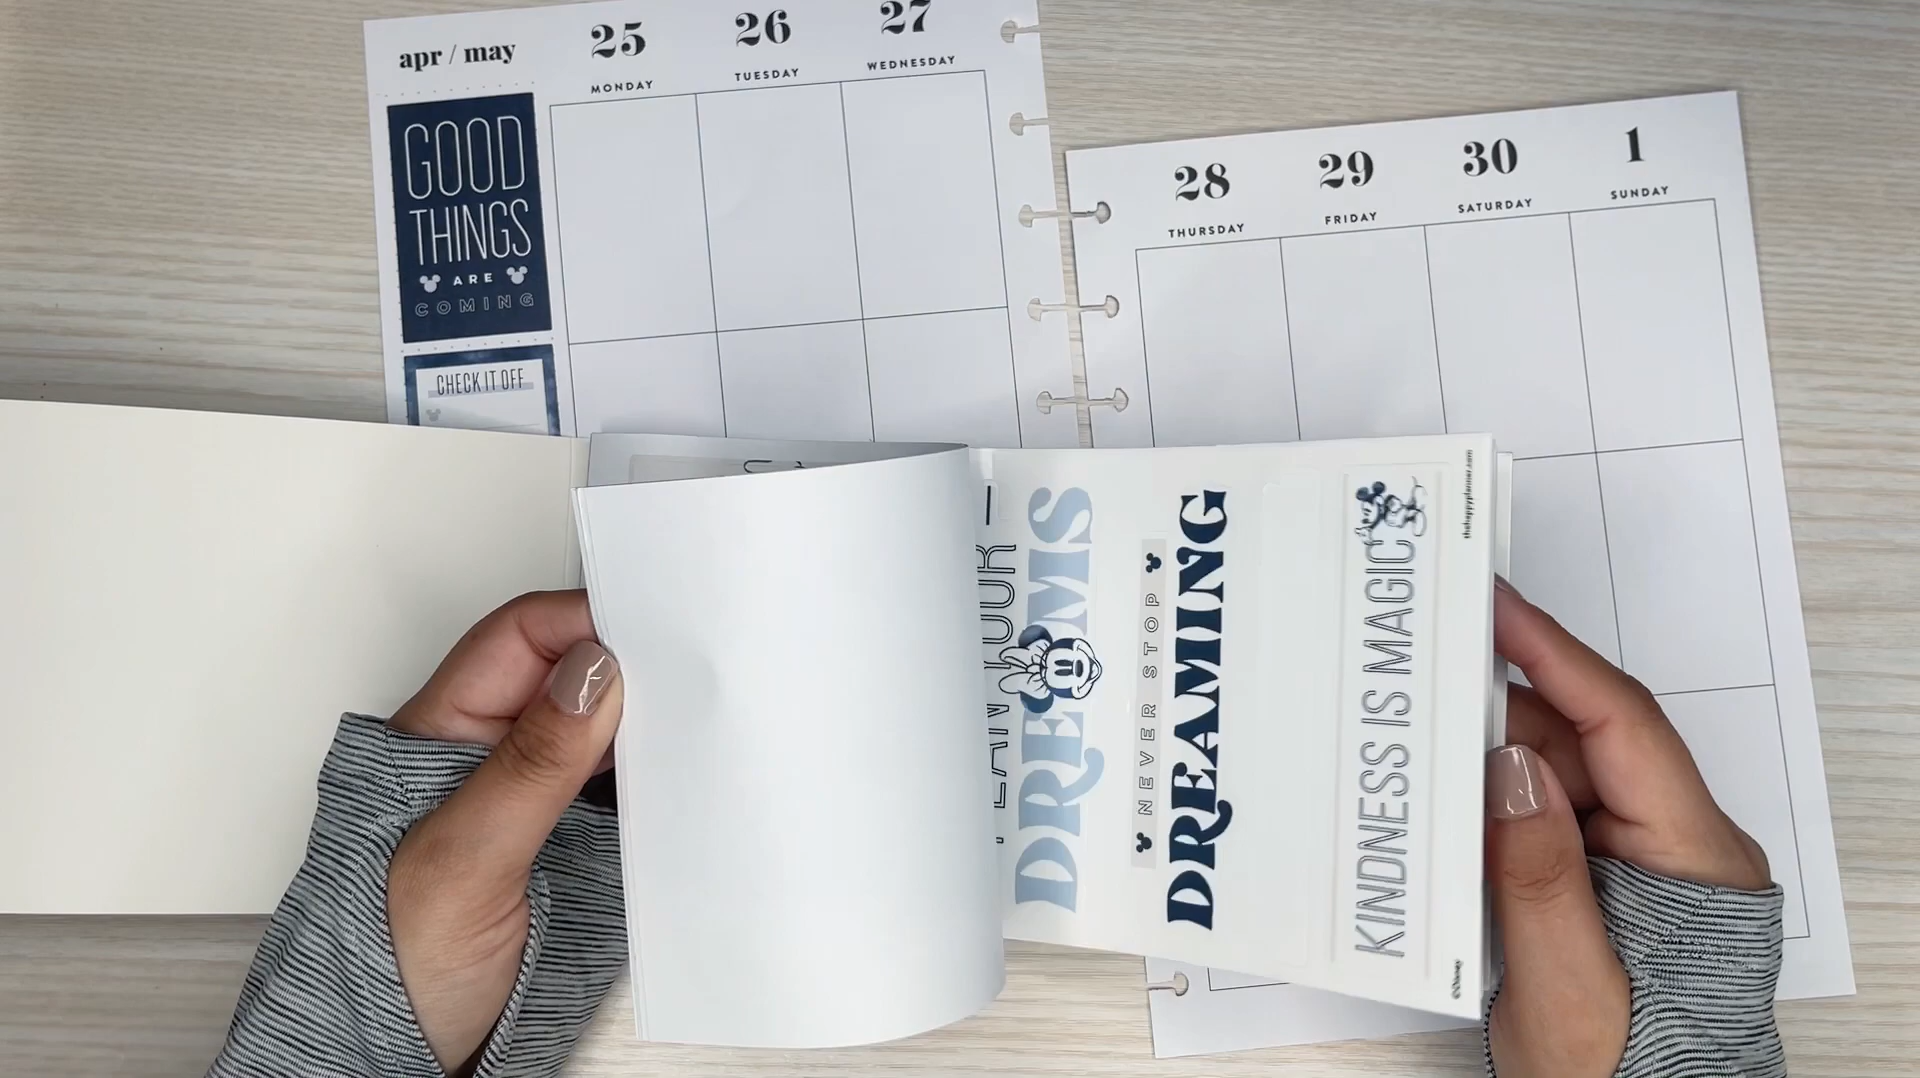 apr / may
25
MONDAY
26
TUESDAY
27
WEDNESDAY
GOOD
THINGS
ARE
COMING
CHECK IT OFF
28
THURSDAY
29
FRIDAY
30
SATURDAY
1
SUNDAY
YOUR
DREAMS
NEVER STOP
DREAMING
KINDNESS IS MAGIC
thehappyplanner.com
©Disney